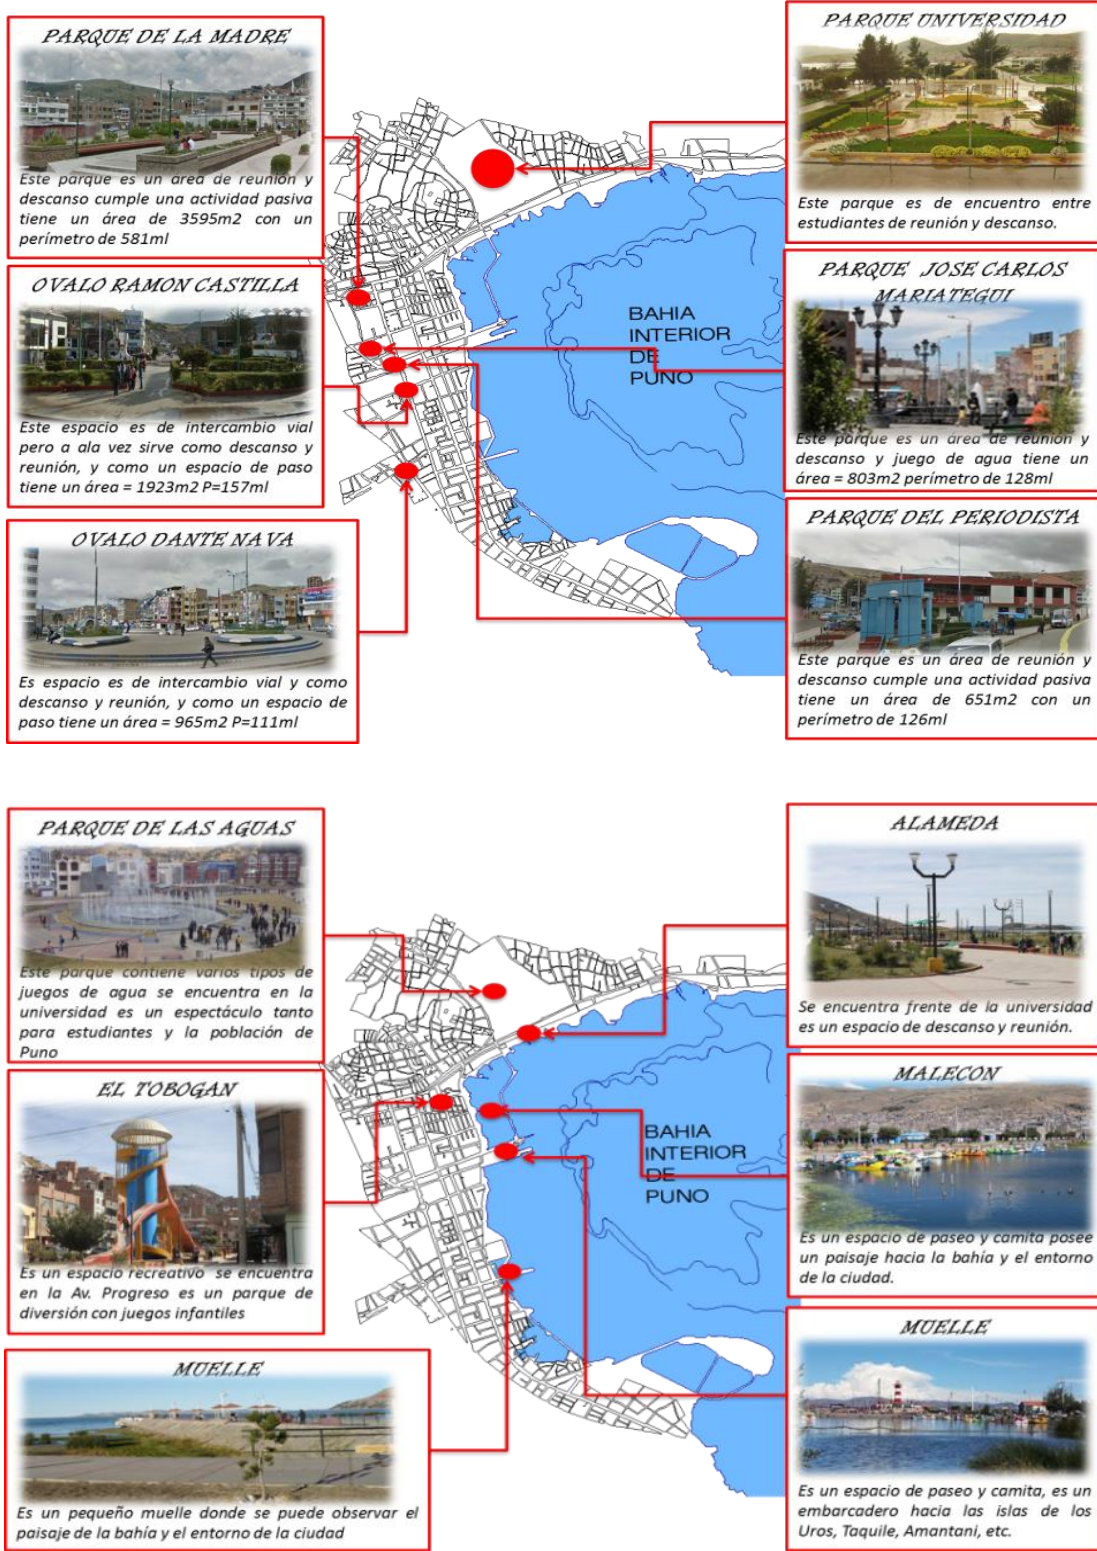 PARQUE DE LA MADRE
Este parque es un área de reunión y
descanso cumple una actividad pasiva
tiene un área de 3595m2 con un
perímetro de 581ml
OVALO RAMON CASTILLA
Este espacio es de intercambio vial
pero a ala vez sirve como descanso y
reunión, y como un espacio de paso
tiene un área = 1923m2 P=157ml
OVALO DANTE NAVA
Es espacio es de intercambio vial y como
descanso y reunión, y como un espacio de
paso tiene un área = 965m2 P=111ml
BAHIA
INTERIOR
DE
PUNO
PARQUE UNIVERSIDAD
Este parque es de encuentro entre
estudiantes de reunión y descanso.
PARQUE JOSE CARLOS
MARIATEGUI
Este parque es un área de reunión y
descanso y juego de agua tiene un
área = 803m2 perímetro de 128ml
PARQUE DEL PERIODISTA
Este parque es un área de reunión y
descanso cumple una actividad pasiva
tiene un área de 651m2 con un
perímetro de 126ml
PARQUE DE LAS AGUAS
Este parque contiene varios tipos de
juegos de agua se encuentra en la
universidad es un espectáculo tanto
para estudiantes y la población de
Puno
EL TOBOGAN
Es un espacio recreativo se encuentra
en la Av. Progreso es un parque de
diversión con juegos infantiles
MUELLE
Es un pequeño muelle donde se puede observar el
paisaje de la bahía y el entorno de la ciudad
BAHIA
INTERIOR
DE
PUNO
ALAMEDA
Se encuentra frente de la universidad
es un espacio de descanso y reunión.
MALECON
Es un espacio de paseo y camita posee
un paisaje hacia la bahía y el entorno
de la ciudad.
MUELLE
Es un espacio de paseo y camita, es un
embarcadero hacia las islas de los
Uros, Taquile, Amantani, etc.